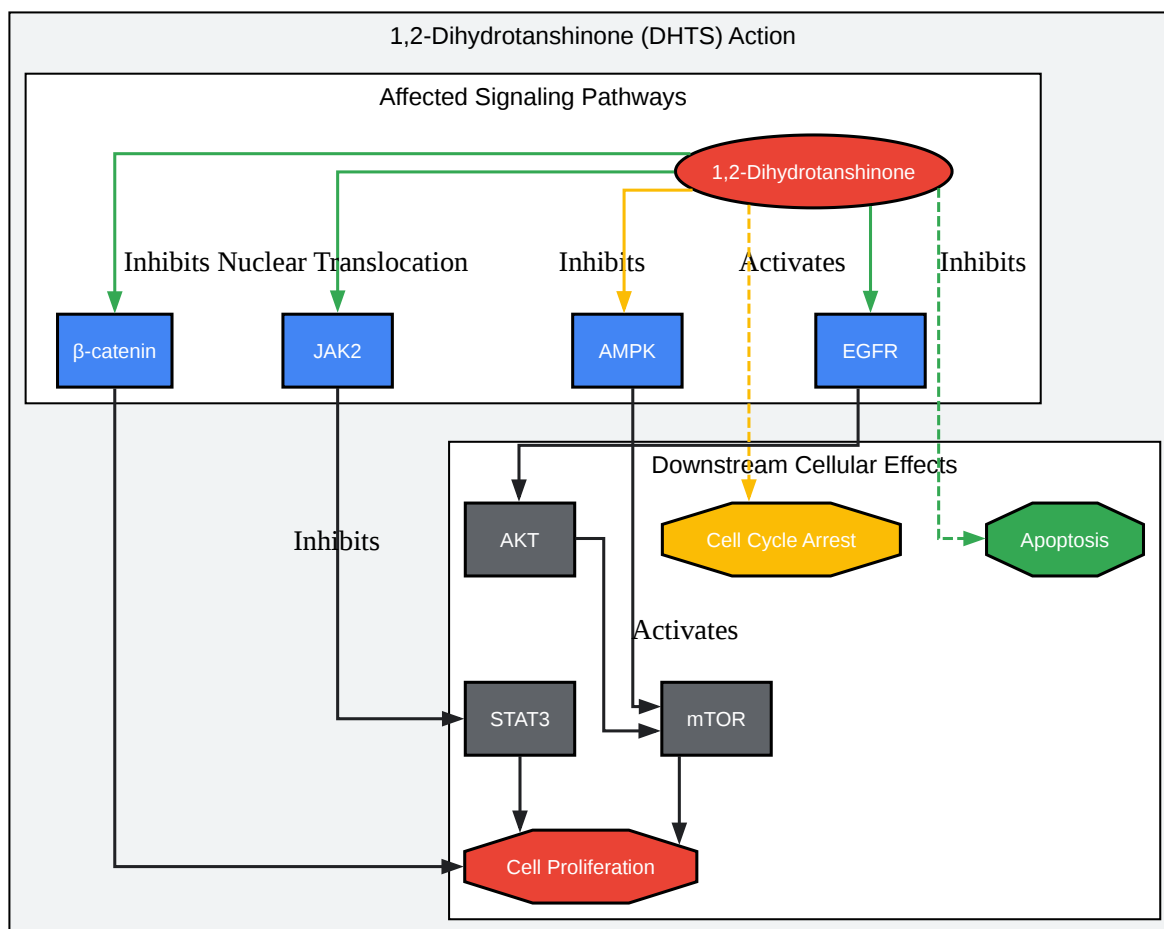 1,2-Dihydrotanshinone (DHTS) Action
Affected Signaling Pathways
1,2-Dihydrotanshinone
Inhibits Nuclear Translocation
Inhibits
Activates
Inhibits
β-catenin
JAK2
AMPK
EGFR
Downstream Cellular Effects
AKT
Cell Cycle Arrest
Apoptosis
Inhibits
Activates
STAT3
mTOR
Cell Proliferation